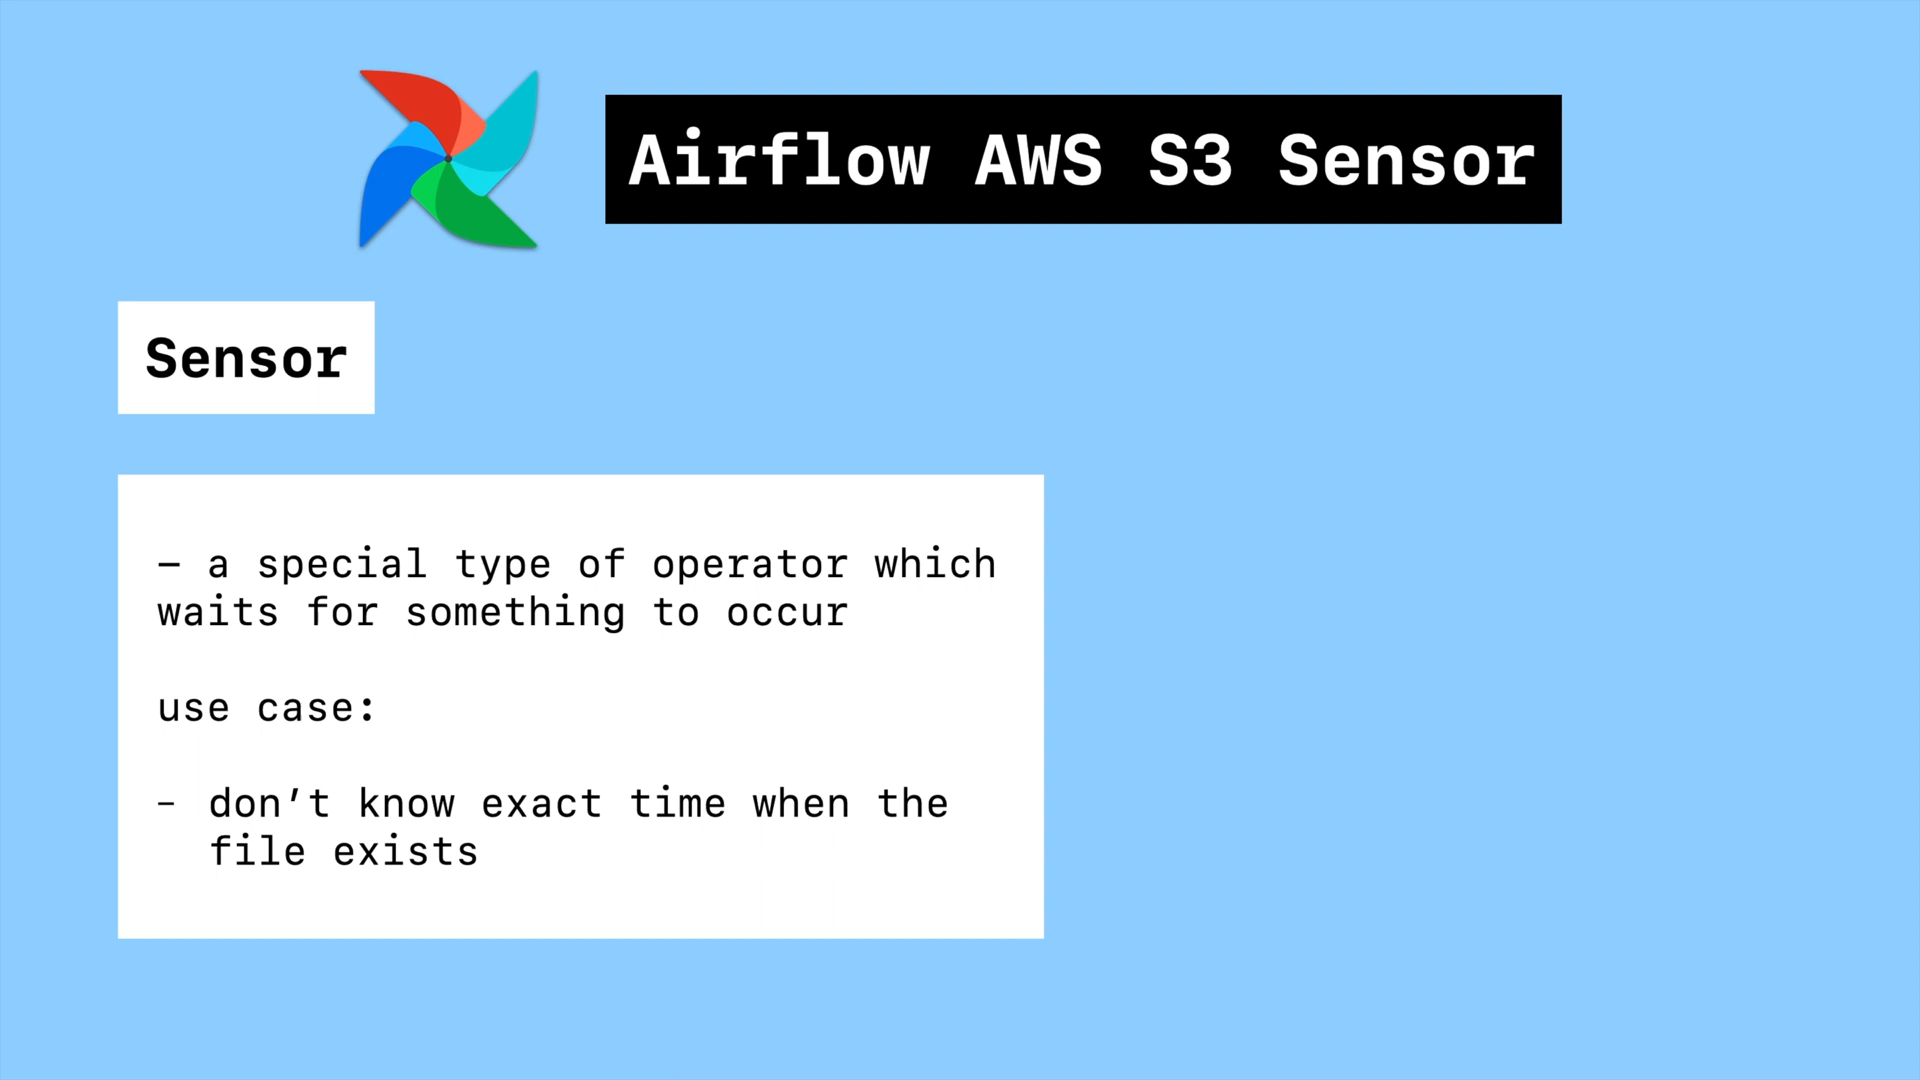 Airflow AWS S3 Sensor
Sensor
— a special type of operator which
waits for something to occur
use case:
- don’t know exact time when the
file exists